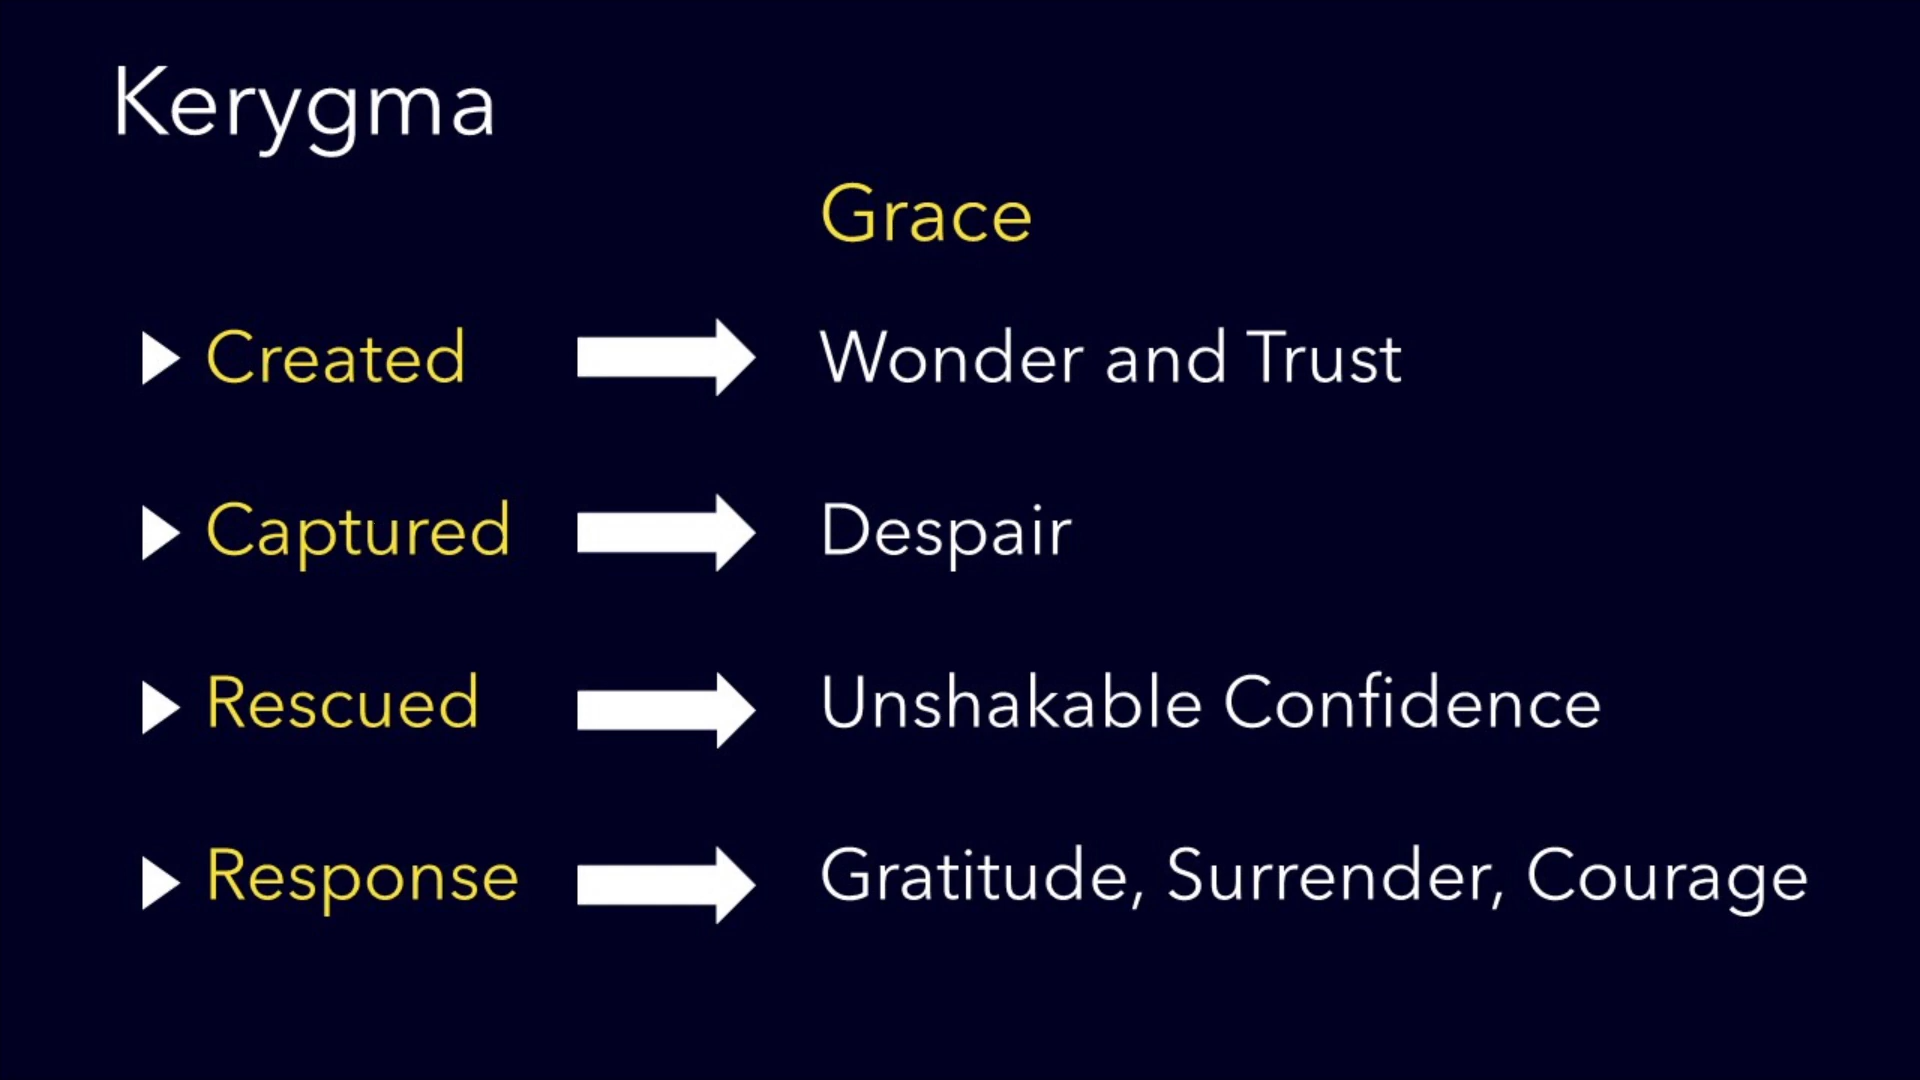 Kerygma
Grace
Created Wonder and Trust
Captured Despair
Rescued Unshakable Confidence
Response Gratitude, Surrender, Courage